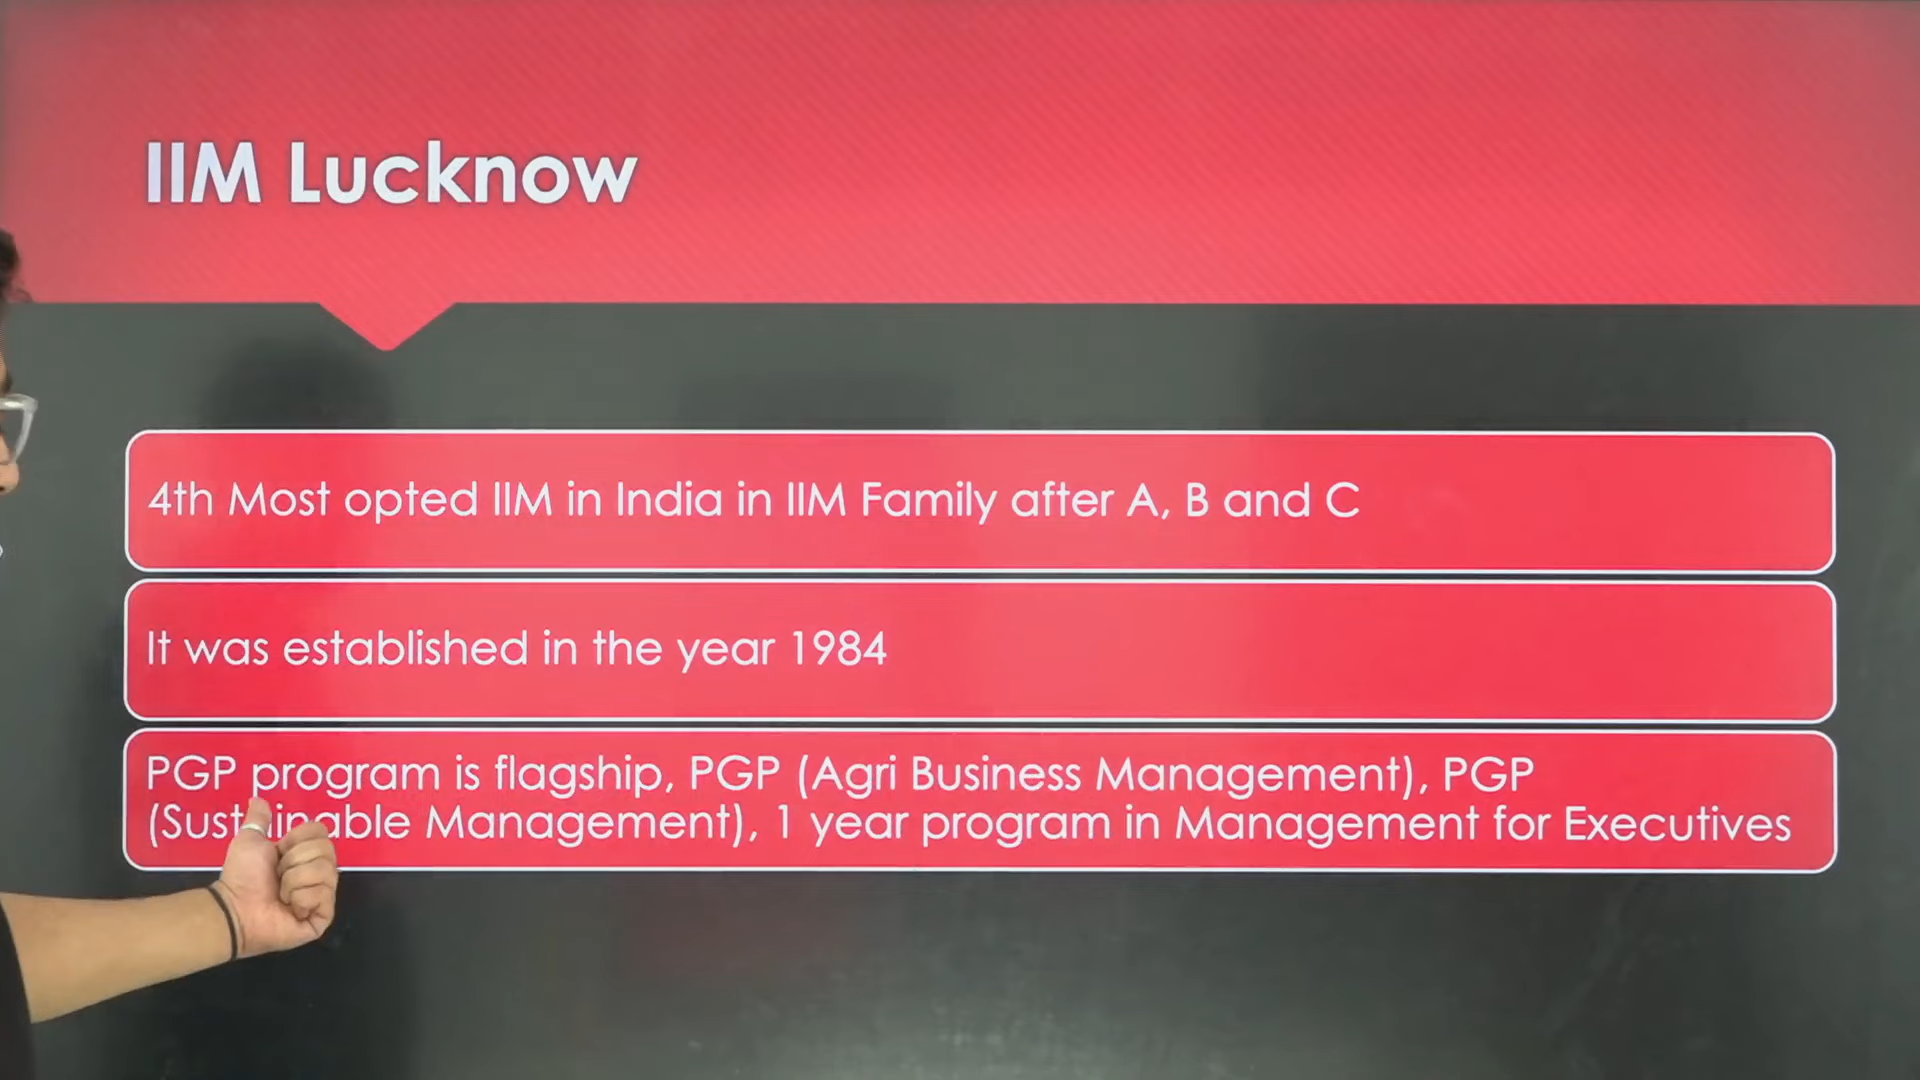 IIM Lucknow
4th Most opted IIM in India in IIM Family after A, B and C
It was established in the year 1984
PGP program is flagship, PGP (Agri Business Management), PGP
(Sustainable Management), 1 year program in Management for Executives